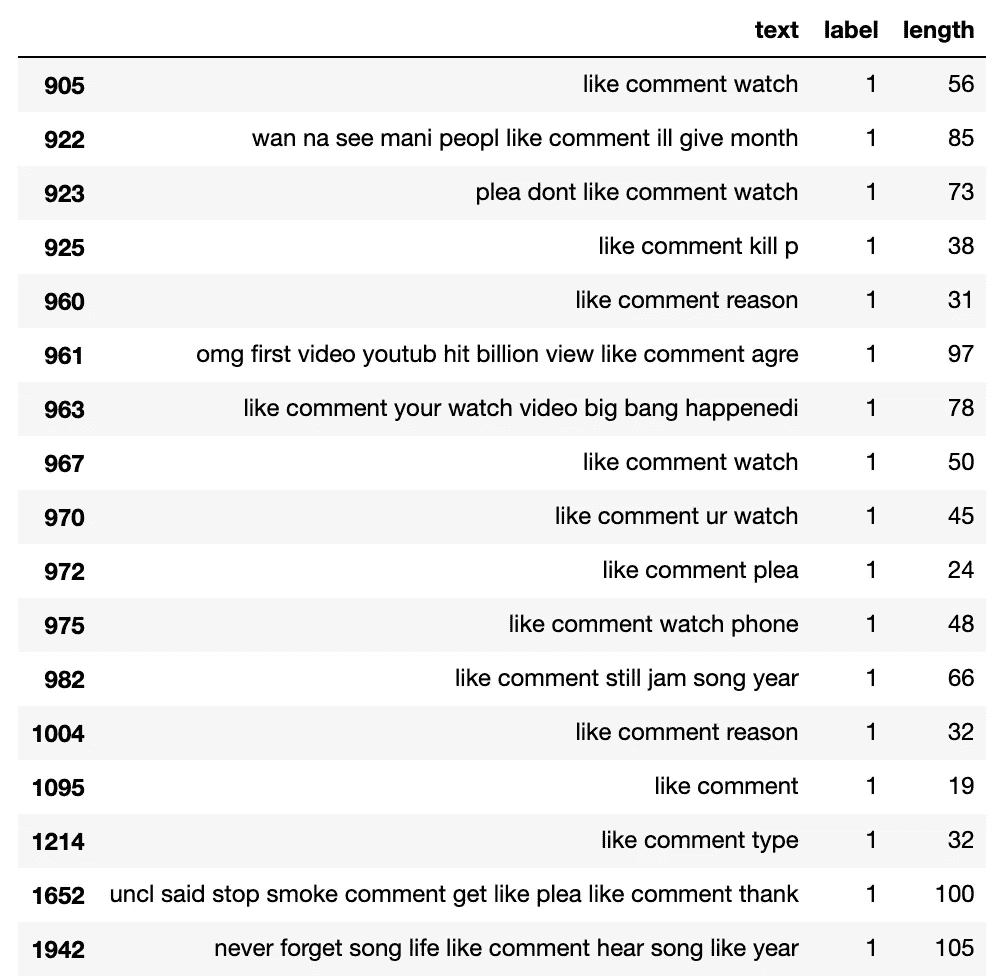 text label length
905 like comment watch 1 56
922 wan na see mani peopl like comment ill give month 1 85
923 plea dont like comment watch 1 73
925 like comment kill p 1 38
960 like comment reason 1 31
961 omg first video youtub hit billion view like comment agre 1 97
963 like comment your watch video big bang happenedi 1 78
967 like comment watch 1 50
970 like comment ur watch 1 45
972 like comment plea 1 24
975 like comment watch phone 1 48
982 like comment still jam song year 1 66
1004 like comment reason 1 32
1095 like comment 1 19
1214 like comment type 1 32
1652 uncl said stop smoke comment get like plea like comment thank 1 100
1942 never forget song life like comment hear song like year 1 105